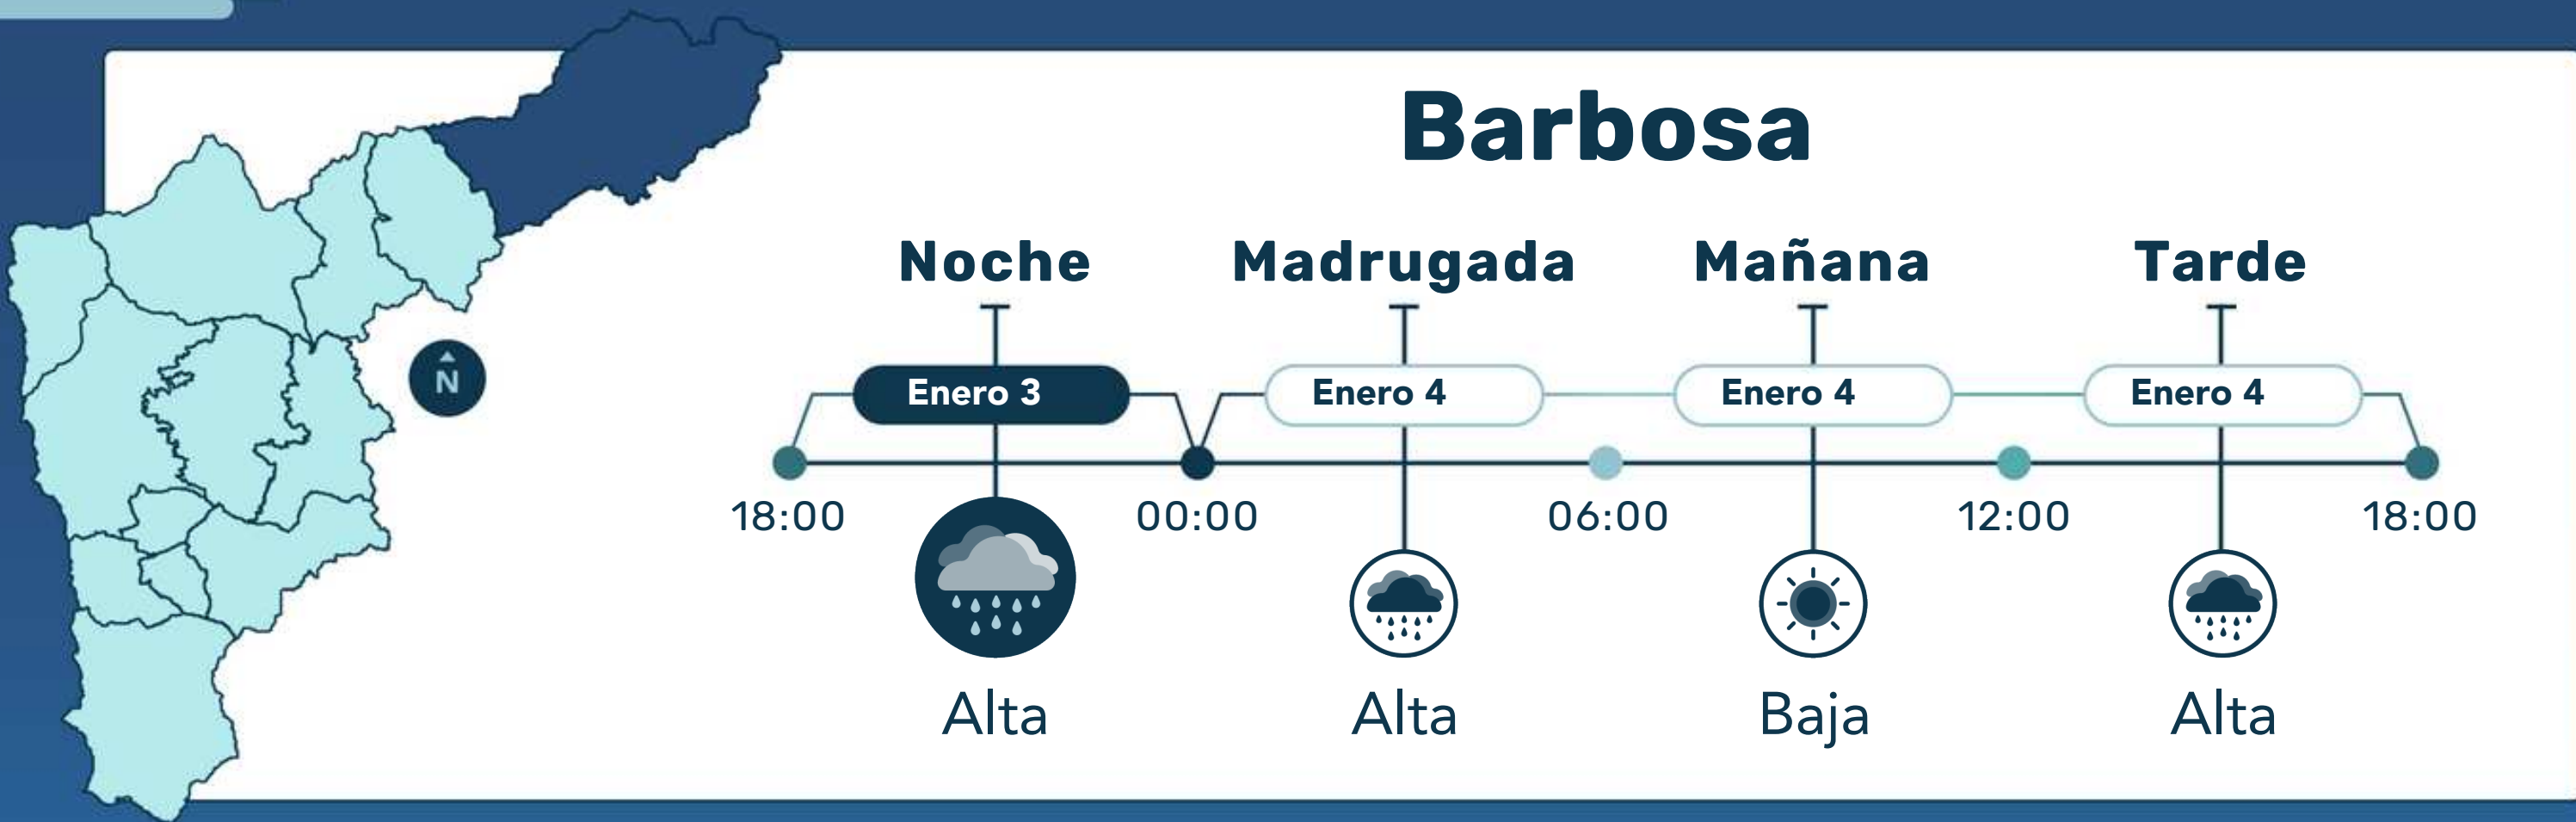 Barbosa
Noche Madrugada Mañana Tarde
N
Enero 3 Enero 4 Enero 4 Enero 4
18:00 00:00 06:00 12:00 18:00
Alta Alta Baja Alta